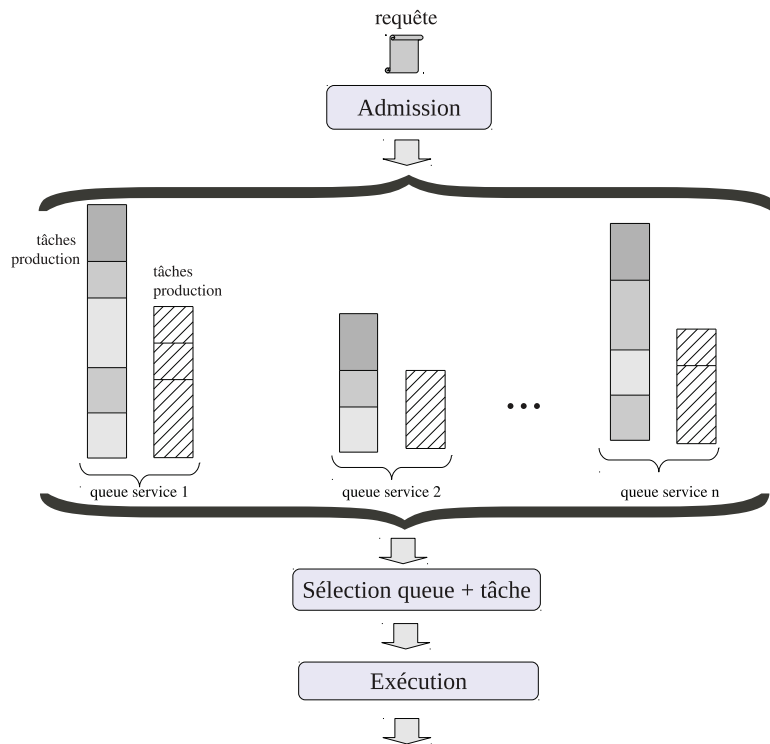 requête
Admission
tâches
production
tâches
production
...
queue service 1
queue service 2
queue service n
Sélection queue + tâche
Exécution